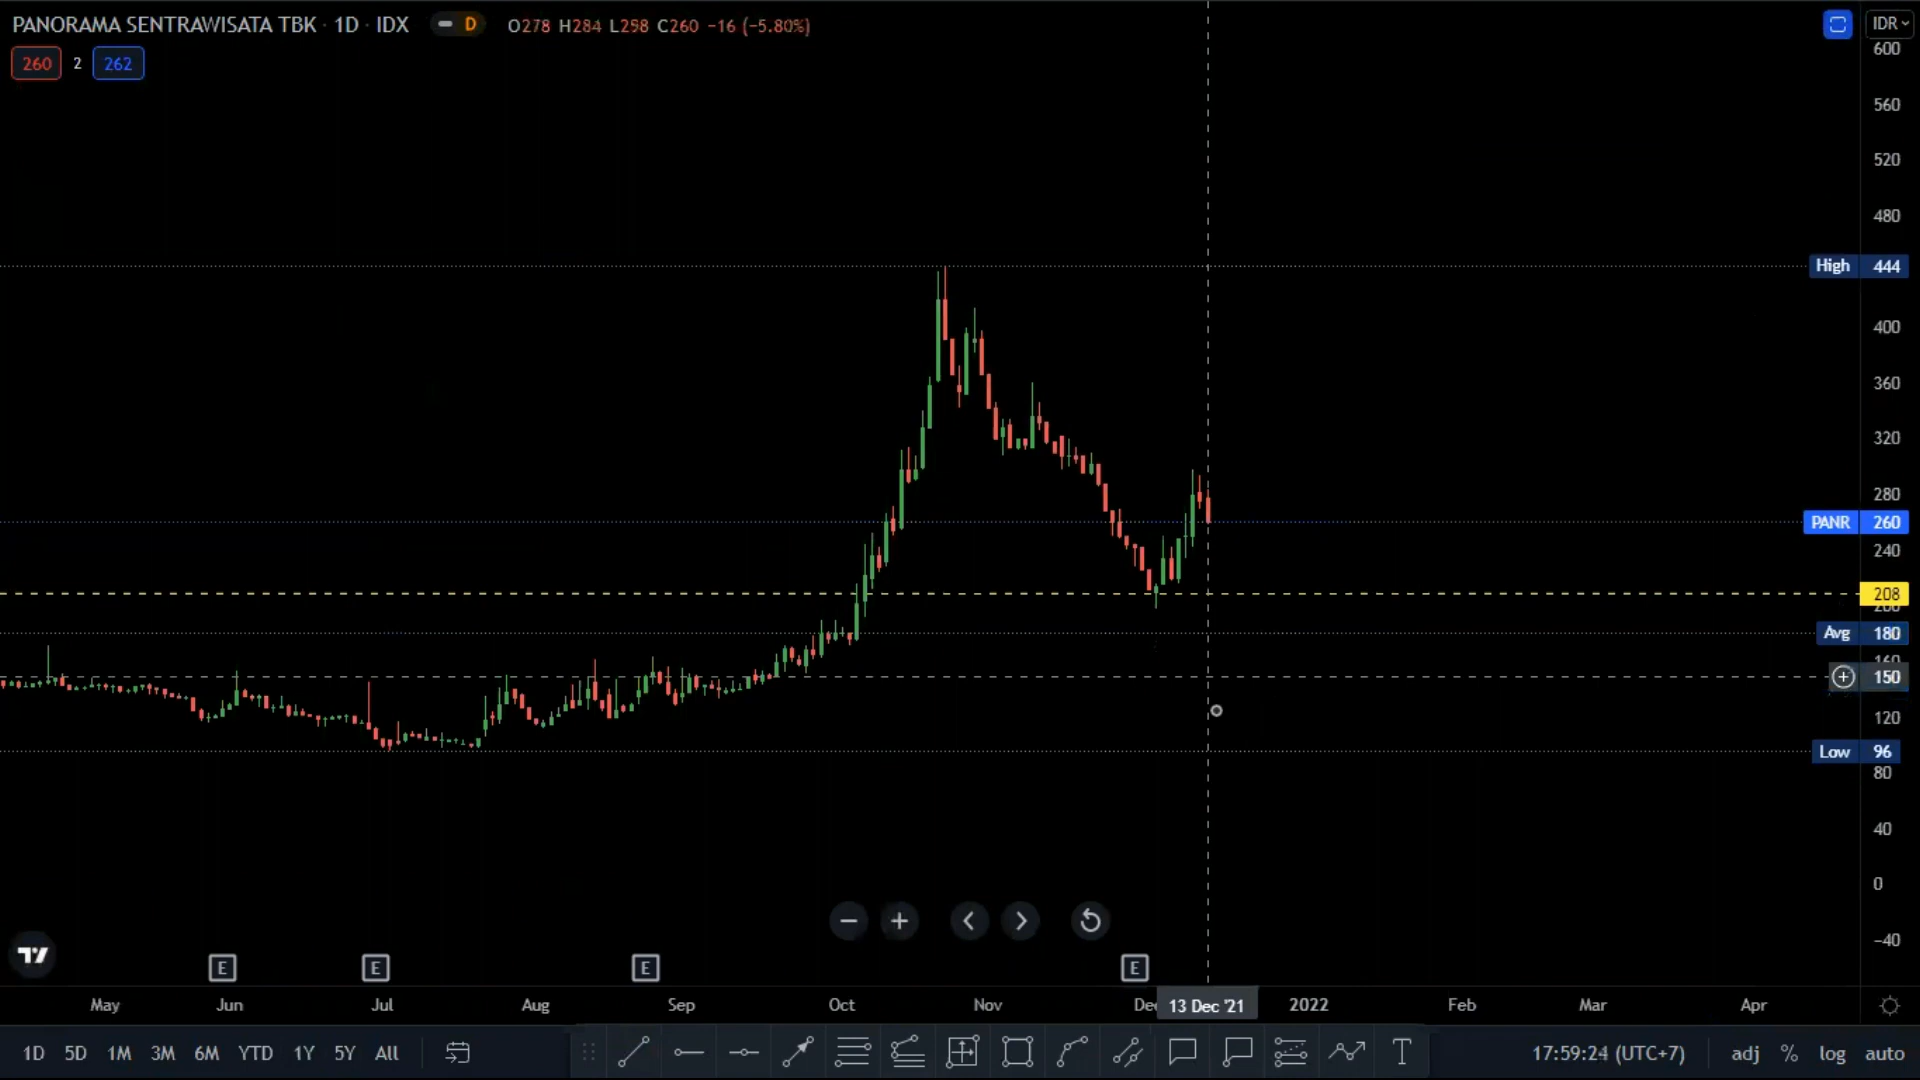 PANORAMA SENTRAWISATA TBK · 1D · IDX D O278 H284 L258 C260 −16 (−5.80%)
IDR
260 2 262
600
560
520
480
High 444
400
360
320
280
PANR 260
240
208
200
Avg 180
160
150
120
Low 96
80
40
0
−40
E E E E
May Jun Jul Aug Sep Oct Nov Dec 13 Dec '21 2022 Feb Mar Apr
1D 5D 1M 3M 6M YTD 1Y 5Y All T 17:59:24 (UTC+7) adj % log auto